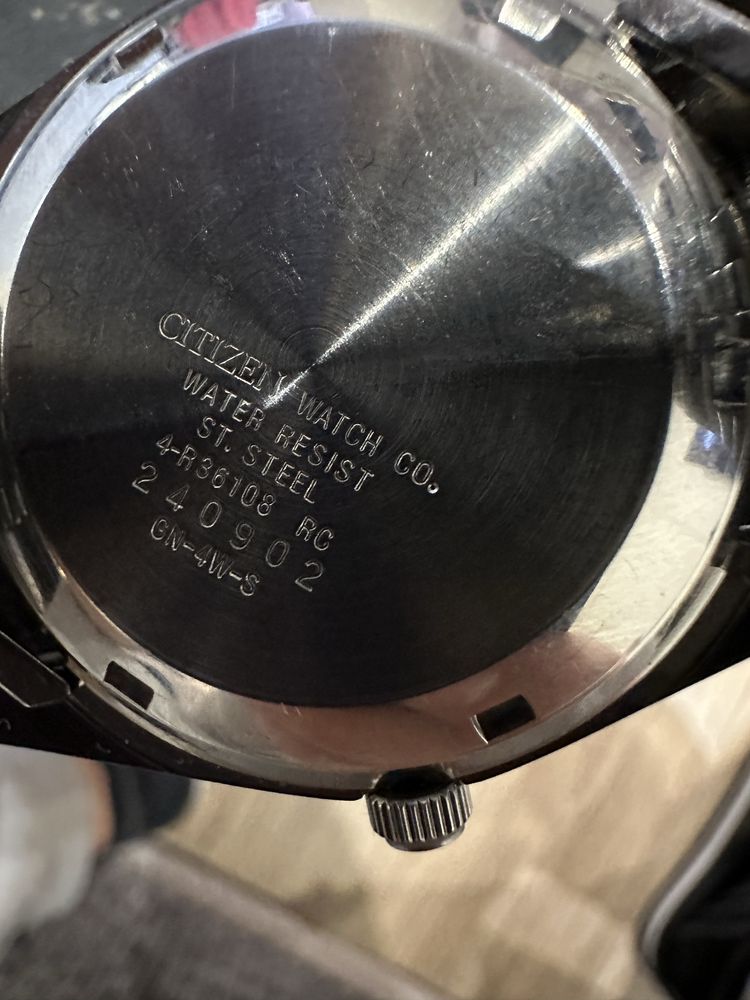 CITIZEN WATCH CO.
WATER RESIST
ST. STEEL
4-R36108 RC
240902
GN-4W-S